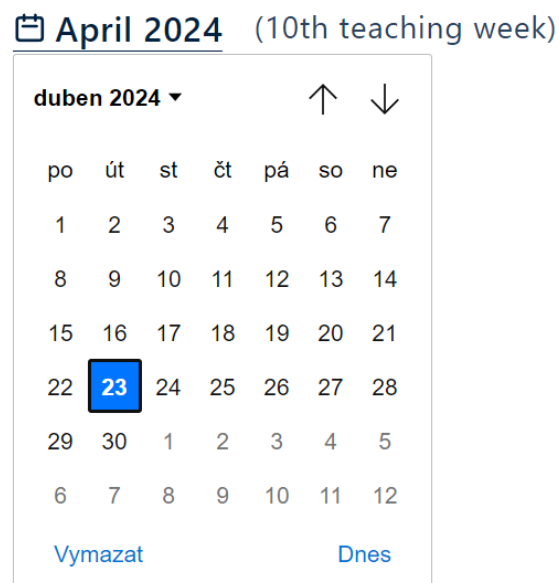 April 2024 (10th teaching week)
duben 2024
po út st čt pá so ne
1 2 3 4 5 6 7
8 9 10 11 12 13 14
15 16 17 18 19 20 21
22 23 24 25 26 27 28
29 30 1 2 3 4 5
6 7 8 9 10 11 12
Vymazat Dnes